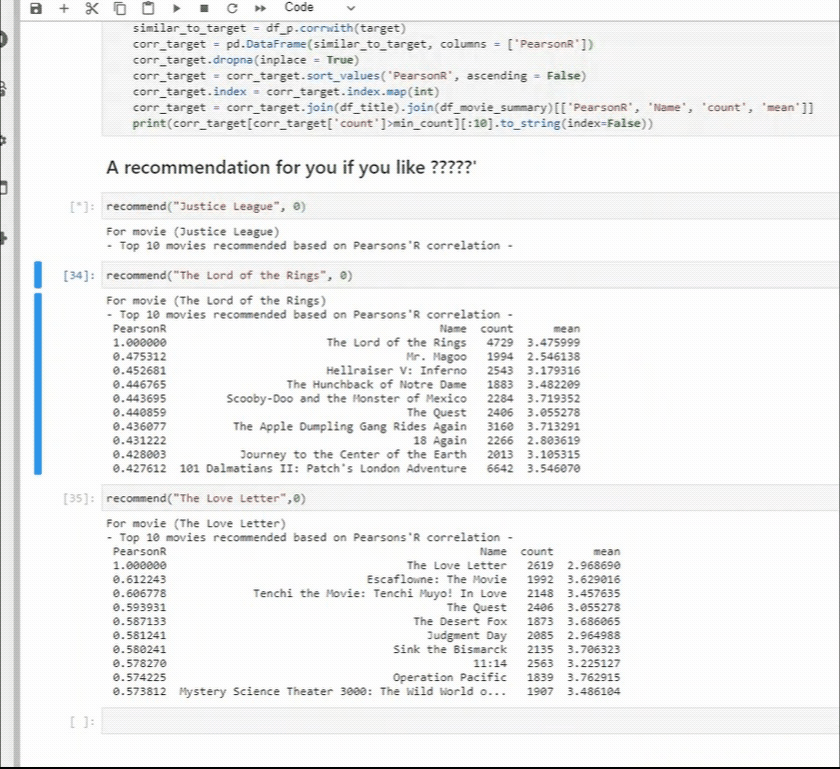 Code
similar_to_target = df_p.corrwith(target)
corr_target = pd.DataFrame(similar_to_target, columns = ['PearsonR'])
corr_target.dropna(inplace = True)
corr_target = corr_target.sort_values('PearsonR', ascending = False)
corr_target.index = corr_target.index.map(int)
corr_target = corr_target.join(df_title).join(df_movie_summary)[['PearsonR', 'Name', 'count', 'mean']]
print(corr_target[corr_target['count']>min_count][:10].to_string(index=False))
A recommendation for you if you like ?????'
[*]: recommend("Justice League", 0)
For movie (Justice League)
- Top 10 movies recommended based on Pearsons'R correlation -
[34]: recommend("The Lord of the Rings", 0)
For movie (The Lord of the Rings)
- Top 10 movies recommended based on Pearsons'R correlation -
PearsonR Name count mean
1.000000 The Lord of the Rings 4729 3.475999
0.475312 Mr. Magoo 1994 2.546138
0.452681 Hellraiser V: Inferno 2543 3.179316
0.446765 The Hunchback of Notre Dame 1883 3.482209
0.443695 Scooby-Doo and the Monster of Mexico 2284 3.719352
0.440859 The Quest 2406 3.055278
0.436077 The Apple Dumpling Gang Rides Again 3160 3.713291
0.431222 18 Again 2266 2.803619
0.428003 Journey to the Center of the Earth 2013 3.105315
0.427612 101 Dalmatians II: Patch's London Adventure 6642 3.546070
[35]: recommend("The Love Letter",0)
For movie (The Love Letter)
- Top 10 movies recommended based on Pearsons'R correlation -
PearsonR Name count mean
1.000000 The Love Letter 2619 2.968690
0.612243 Escaflowne: The Movie 1992 3.629016
0.606778 Tenchi the Movie: Tenchi Muyo! In Love 2148 3.457635
0.593931 The Quest 2406 3.055278
0.587133 The Desert Fox 1873 3.686065
0.581241 Judgment Day 2085 2.964988
0.580241 Sink the Bismarck 2135 3.706323
0.578270 11:14 2563 3.225127
0.574225 Operation Pacific 1839 3.762915
0.573812 Mystery Science Theater 3000: The Wild World o... 1907 3.486104
[ ]: